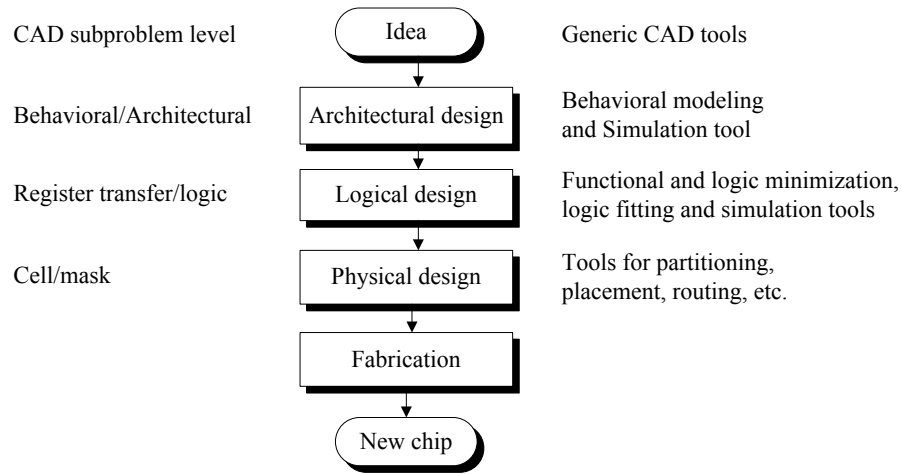 CAD subproblem level
Idea
Generic CAD tools
Behavioral/Architectural
Architectural design
Behavioral modeling
and Simulation tool
Register transfer/logic
Logical design
Functional and logic minimization,
logic fitting and simulation tools
Cell/mask
Physical design
Tools for partitioning,
placement, routing, etc.
Fabrication
New chip